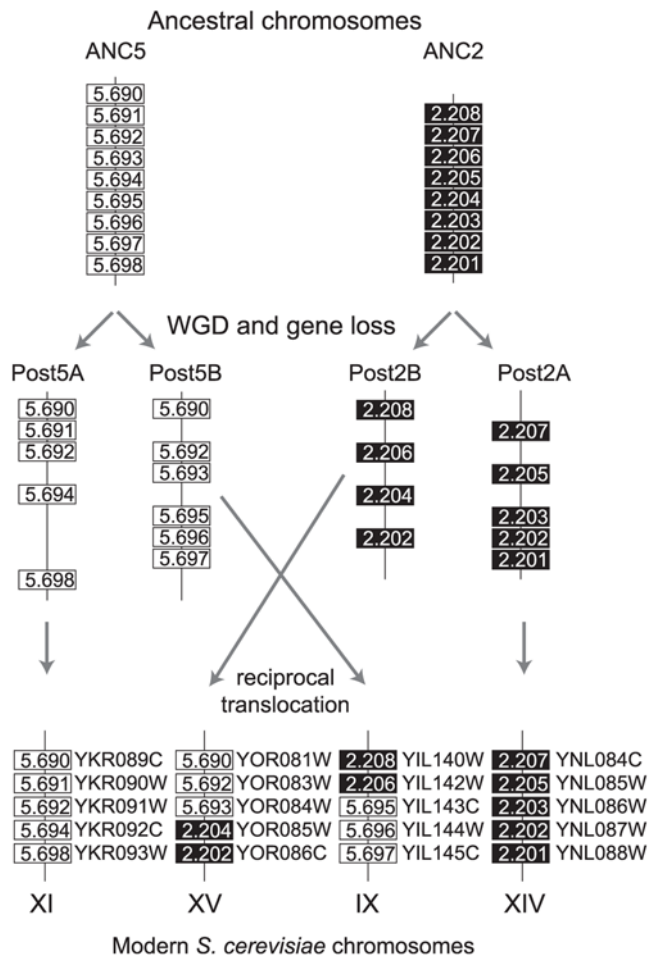 Ancestral chromosomes
ANC5 ANC2
5.690
5.691 2.208
5.692 2.207
5.693 2.206
5.694 2.205
5.695 2.204
5.696 2.203
5.697 2.202
5.698 2.201
WGD and gene loss
Post5A Post5B Post2B Post2A
5.690 5.690 2.208
5.691 2.207
5.692 5.692 2.206
5.693 2.205
5.694 2.204
5.695 2.203
5.696 2.202 2.202
5.697 2.201
5.698
reciprocal
translocation
5.690 YKR089C 5.690 YOR081W 2.208 YIL140W 2.207 YNL084C
5.691 YKR090W 5.692 YOR083W 2.206 YIL142W 2.205 YNL085W
5.692 YKR091W 5.693 YOR084W 5.695 YIL143C 2.203 YNL086W
5.694 YKR092C 2.204 YOR085W 5.696 YIL144W 2.202 YNL087W
5.698 YKR093W 2.202 YOR086C 5.697 YIL145C 2.201 YNL088W
XI XV IX XIV
Modern S. cerevisiae chromosomes